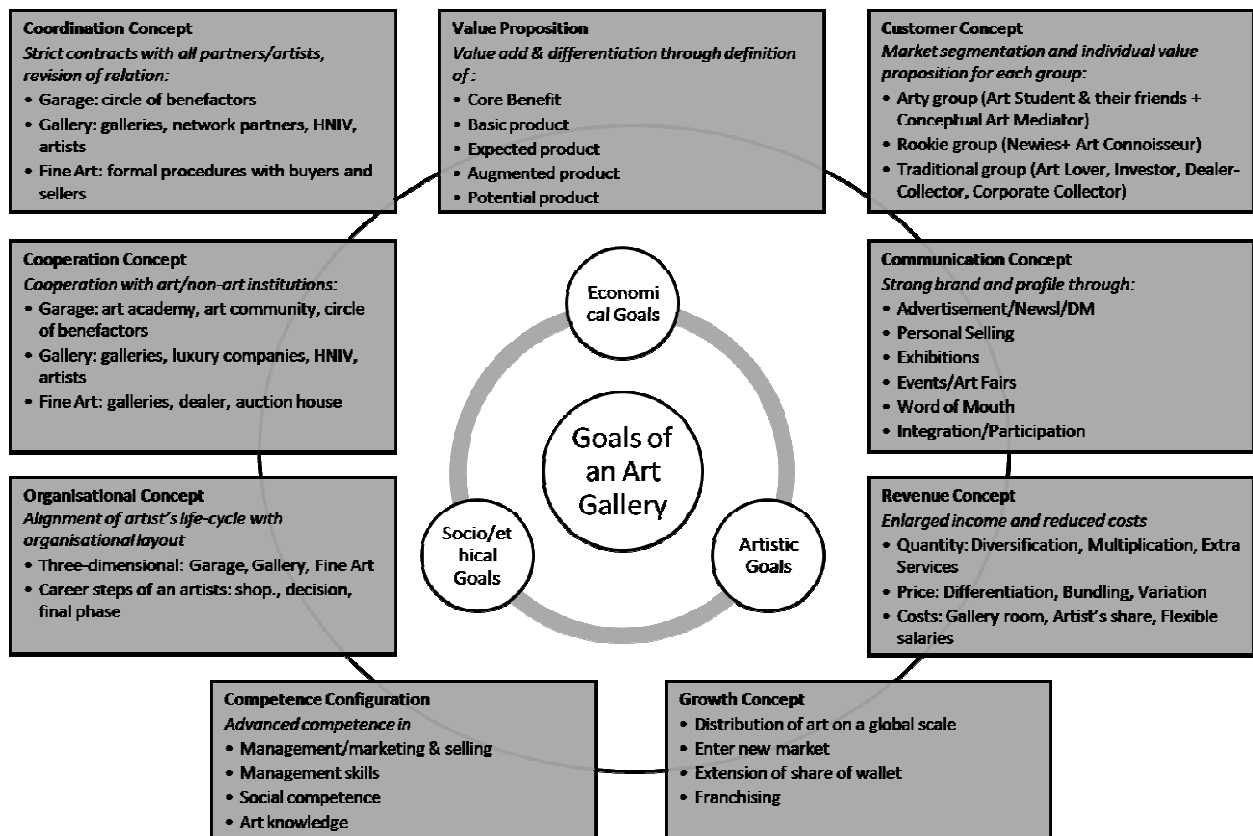 Coordination Concept
Strict contracts with all partners/artists,
revision of relation:
• Garage: circle of benefactors
• Gallery: galleries, network partners, HNIV,
artists
• Fine Art: formal procedures with buyers and
sellers
Value Proposition
Value add & differentiation through definition
of :
• Core Benefit
• Basic product
• Expected product
• Augmented product
• Potential product
Customer Concept
Market segmentation and individual value
proposition for each group:
• Arty group (Art Student & their friends +
Conceptual Art Mediator)
• Rookie group (Newies+ Art Connoisseur)
• Traditional group (Art Lover, Investor, Dealer-
Collector, Corporate Collector)
Cooperation Concept
Cooperation with art/non-art institutions:
• Garage: art academy, art community, circle
of benefactors
• Gallery: galleries, luxury companies, HNIV,
artists
• Fine Art: galleries, dealer, auction house
Communication Concept
Strong brand and profile through:
• Advertisement/Newsl/DM
• Personal Selling
• Exhibitions
• Events/Art Fairs
• Word of Mouth
• Integration/Participation
Economi
cal Goals
Goals of
an Art
Gallery
Socio/et
hical
Goals
Artistic
Goals
Organisational Concept
Alignment of artist's life-cycle with
organisational layout
• Three-dimensional: Garage, Gallery, Fine Art
• Career steps of an artists: shop., decision,
final phase
Revenue Concept
Enlarged income and reduced costs
• Quantity: Diversification, Multiplication, Extra
Services
• Price: Differentiation, Bundling, Variation
• Costs: Gallery room, Artist's share, Flexible
salaries
Competence Configuration
Advanced competence in
• Management/marketing & selling
• Management skills
• Social competence
• Art knowledge
Growth Concept
• Distribution of art on a global scale
• Enter new market
• Extension of share of wallet
• Franchising